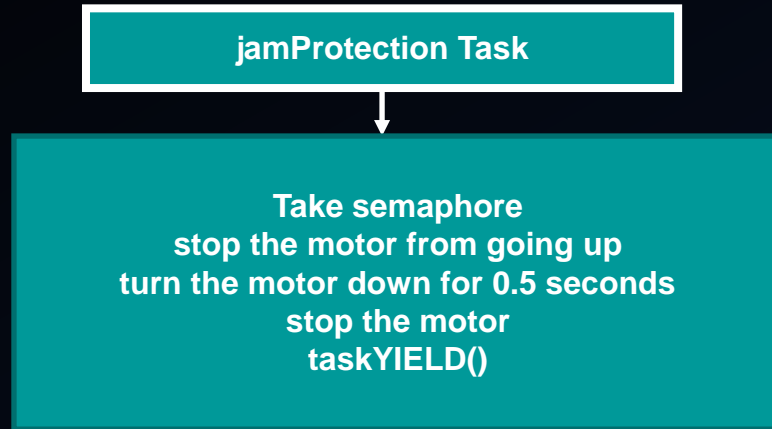 jamProtection Task
Take semaphore
stop the motor from going up
turn the motor down for 0.5 seconds
stop the motor
taskYIELD()